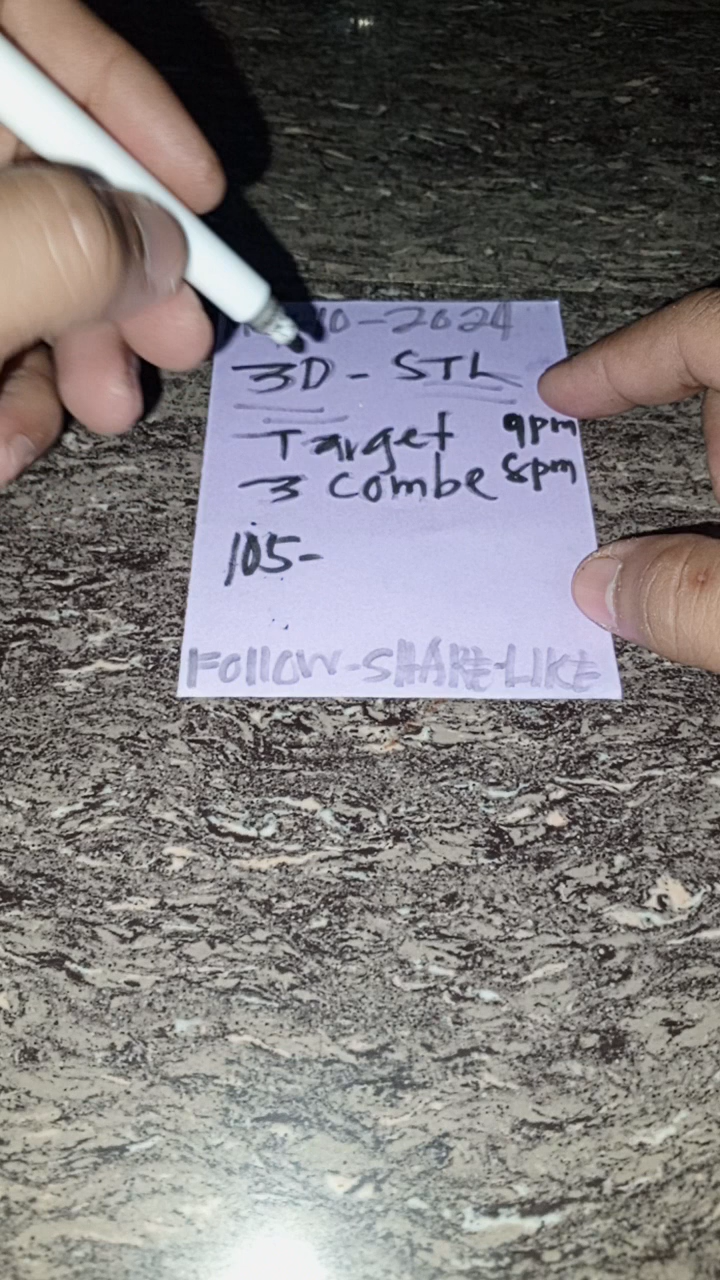 10-2024
3D - STL
Target 9pm
3 combe 8pm
105-
FOllOW-SHARE-LIKE